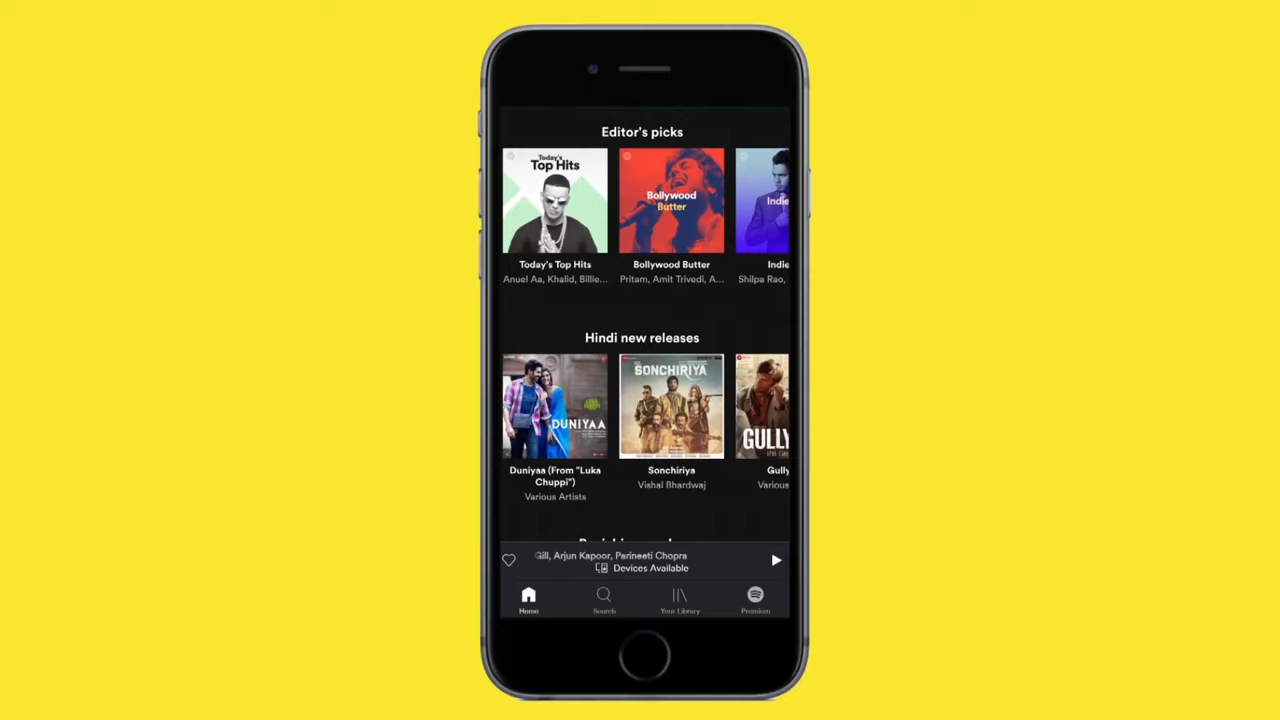 Editor's picks
Today's
Top Hits
Bollywood
Butter
Indie
Today's Top Hits
Bollywood Butter
Indie
Anuel Aa, Khalid, Billie...
Pritam, Amit Trivedi, A...
Shilpa Rao,
Hindi new releases
DUNIYAA
SONCHIRIYA
GULLY
Duniyaa (From "Luka
Chuppi")
Sonchiriya
Gully
Various Artists
Vishal Bhardwaj
Various
Gill, Arjun Kapoor, Parineeti Chopra
Devices Available
Home
Search
Your Library
Premium